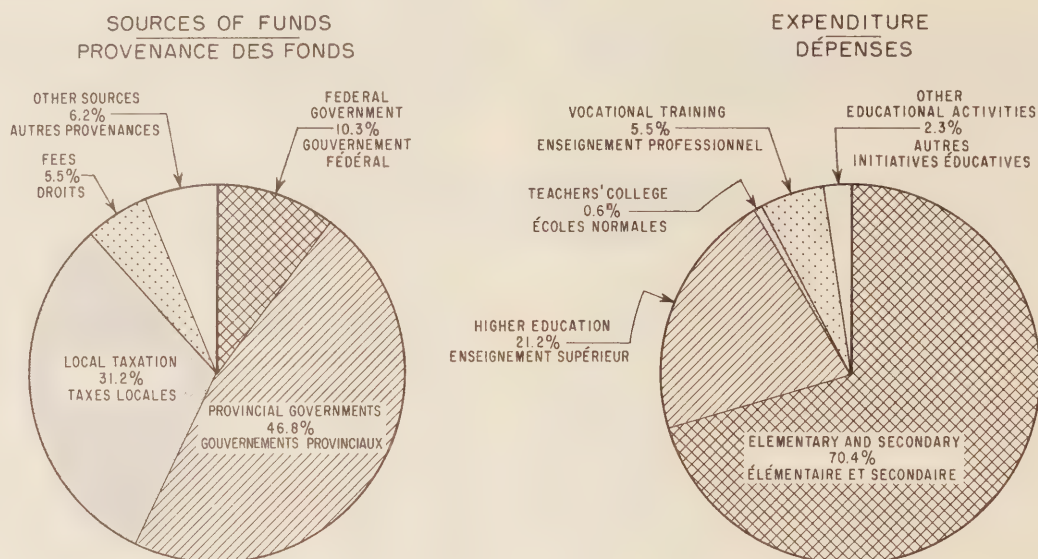 SOURCES OF FUNDS
PROVENANCE DES FONDS
OTHER SOURCES
6.2%
AUTRES PROVENANCES
FEDERAL
GOVERNMENT
10.3%
GOUVERNEMENT
FÉDÉRAL
FEES
5.5%
DROITS
LOCAL TAXATION
31.2%
TAXES LOCALES
PROVINCIAL GOVERNMENTS
46.8%
GOUVERNEMENTS PROVINCIAUX
EXPENDITURE
DÉPENSES
VOCATIONAL TRAINING
5.5%
ENSEIGNEMENT PROFESSIONNEL
OTHER
EDUCATIONAL ACTIVITIES
2.3%
AUTRES
INITIATIVES ÉDUCATIVES
TEACHERS' COLLEGE
0.6%
ÉCOLES NORMALES
HIGHER EDUCATION
21.2%
ENSEIGNEMENT SUPÉRIEUR
ELEMENTARY AND SECONDARY
70.4%
ÉLÉMENTAIRE ET SECONDAIRE